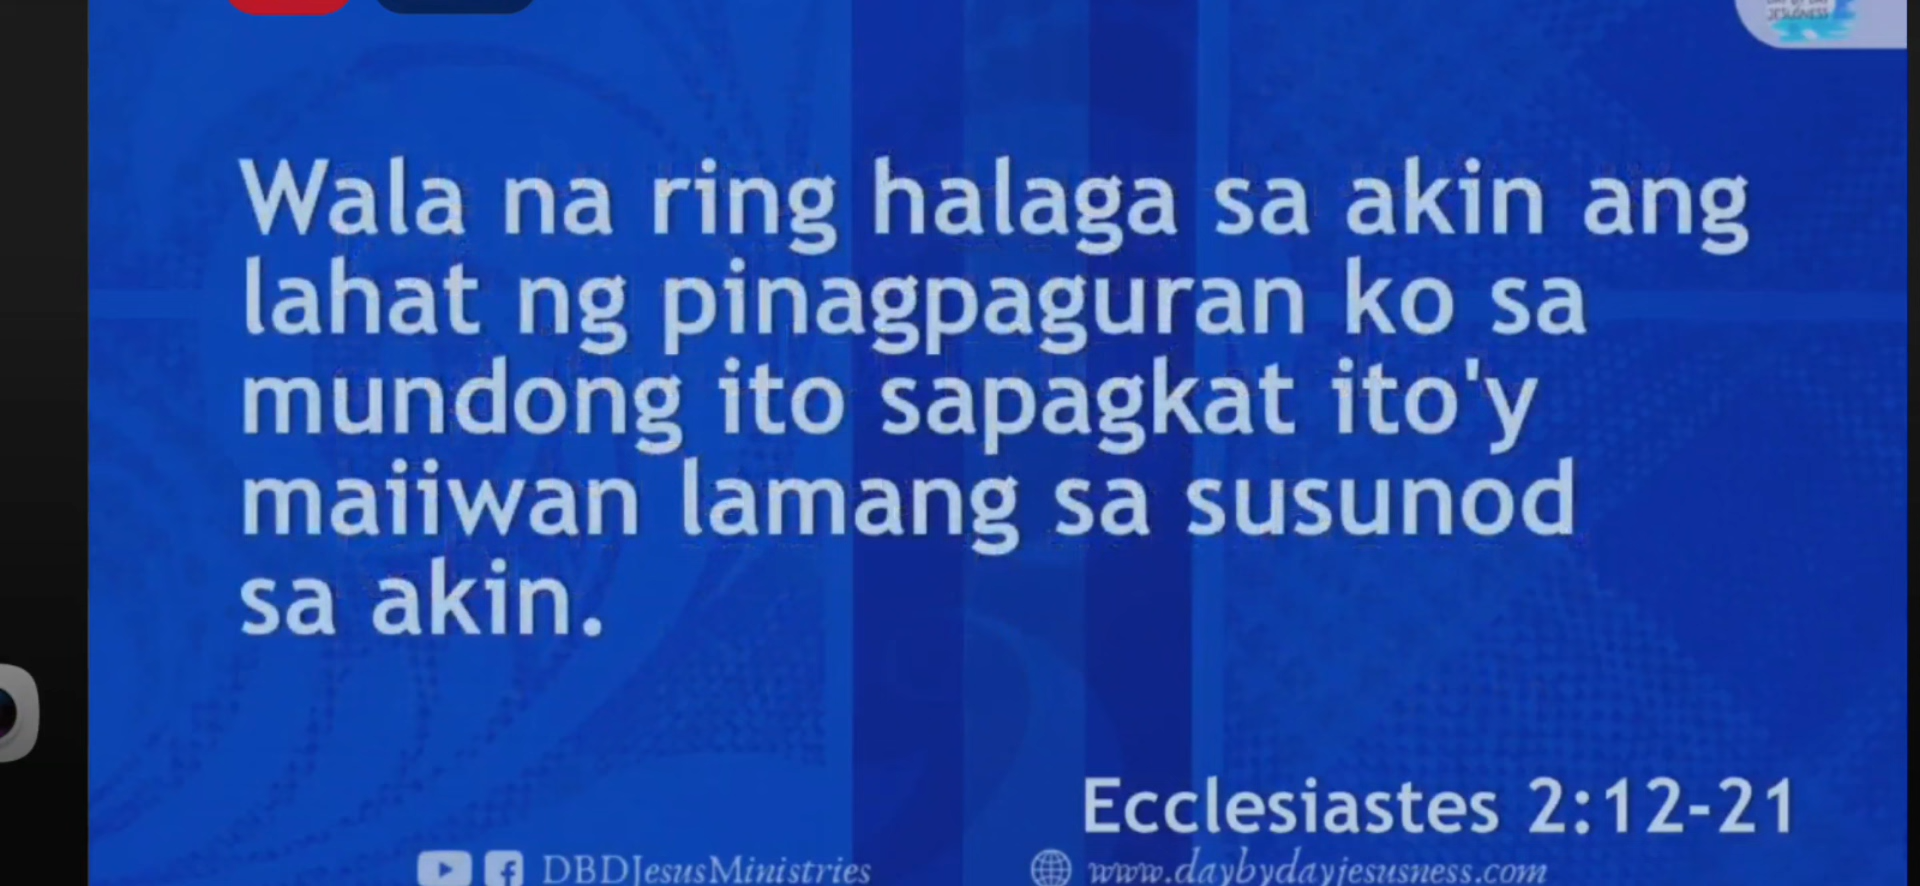 Wala na ring halaga sa akin ang
lahat ng pinagpaguran ko sa
mundong ito sapagkat ito'y
maiiwan lamang sa susunod
sa akin.
Ecclesiastes 2:12-21
DBDJesusMinistries
www.daybydayjesusness.com